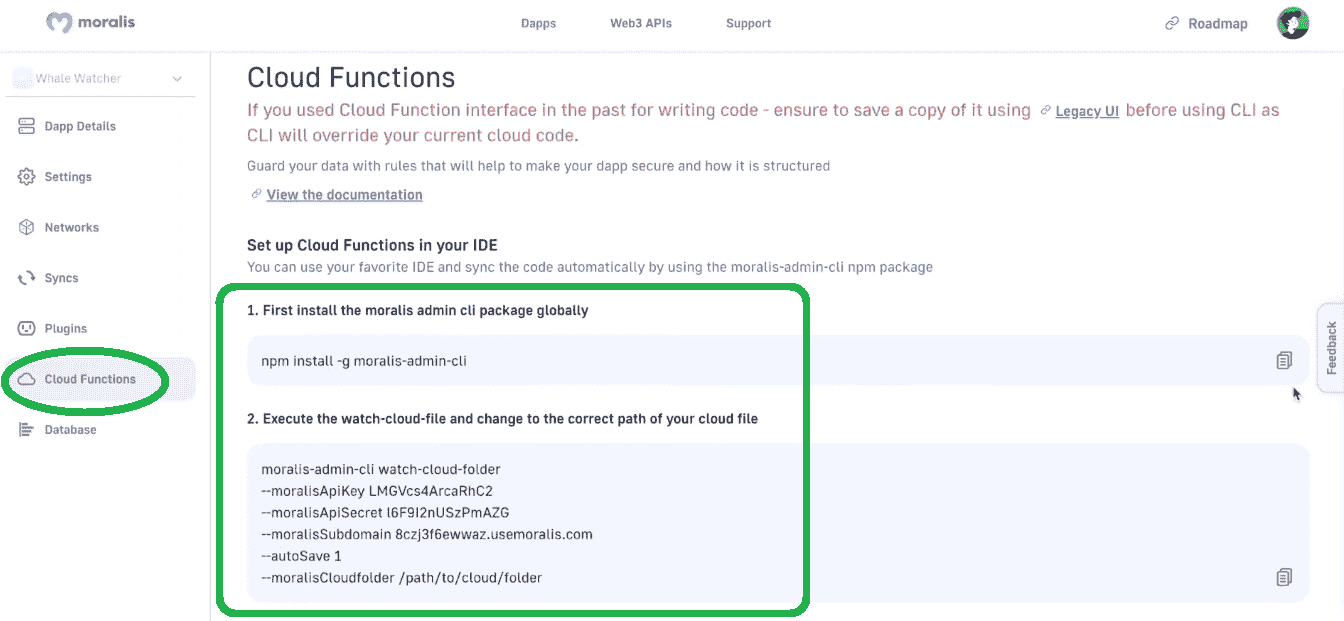 moralis
Dapps
Web3 APIs
Support
Roadmap
Whale Watcher
Dapp Details
Settings
Networks
Syncs
Plugins
Cloud Functions
Database
Cloud Functions
If you used Cloud Function interface in the past for writing code - ensure to save a copy of it using Legacy UI before using CLI as
CLI will override your current cloud code.
Guard your data with rules that will help to make your dapp secure and how it is structured
View the documentation
Set up Cloud Functions in your IDE
You can use your favorite IDE and sync the code automatically by using the moralis-admin-cli npm package
1. First install the moralis admin cli package globally
npm install -g moralis-admin-cli
2. Execute the watch-cloud-file and change to the correct path of your cloud file
moralis-admin-cli watch-cloud-folder
--moralisApiKey LMGVcs4ArcaRhC2
--moralisApiSecret l6F9I2nUSzPmAZG
--moralisSubdomain 8czj3f6ewwaz.usemoralis.com
--autoSave 1
--moralisCloudfolder /path/to/cloud/folder
Feedback